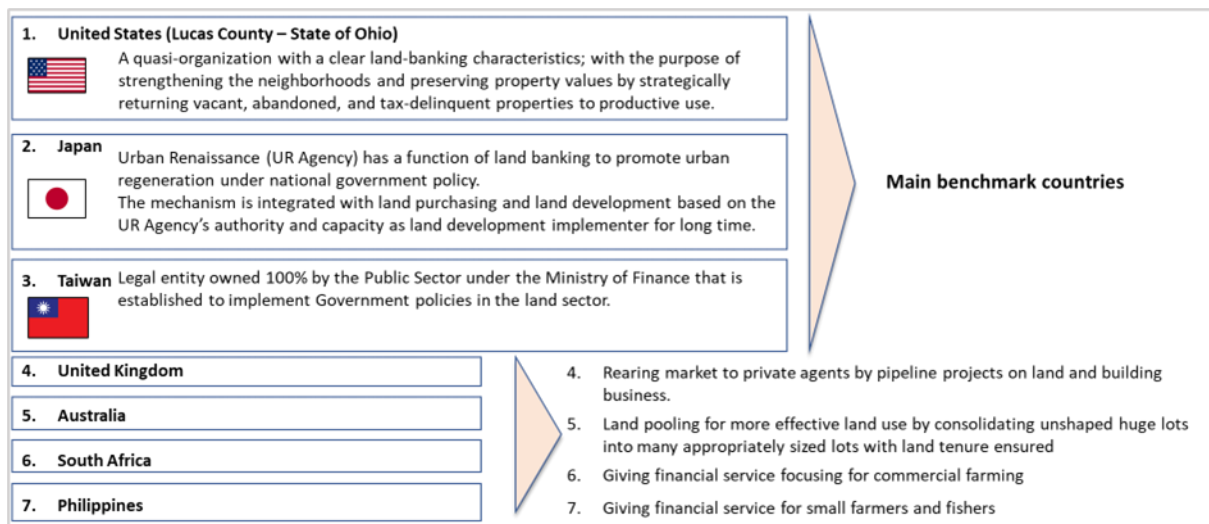 1. United States (Lucas County – State of Ohio)
A quasi-organization with a clear land-banking characteristics; with the purpose of
strengthening the neighborhoods and preserving property values by strategically
returning vacant, abandoned, and tax-delinquent properties to productive use.
2. Japan
Urban Renaissance (UR Agency) has a function of land banking to promote urban
regeneration under national government policy.
The mechanism is integrated with land purchasing and land development based on the
UR Agency's authority and capacity as land development implementer for long time.
3. Taiwan
Legal entity owned 100% by the Public Sector under the Ministry of Finance that is
established to implement Government policies in the land sector.
Main benchmark countries
4. United Kingdom
5. Australia
6. South Africa
7. Philippines
4. Rearing market to private agents by pipeline projects on land and building
business.
5. Land pooling for more effective land use by consolidating unshaped huge lots
into many appropriately sized lots with land tenure ensured
6. Giving financial service focusing for commercial farming
7. Giving financial service for small farmers and fishers